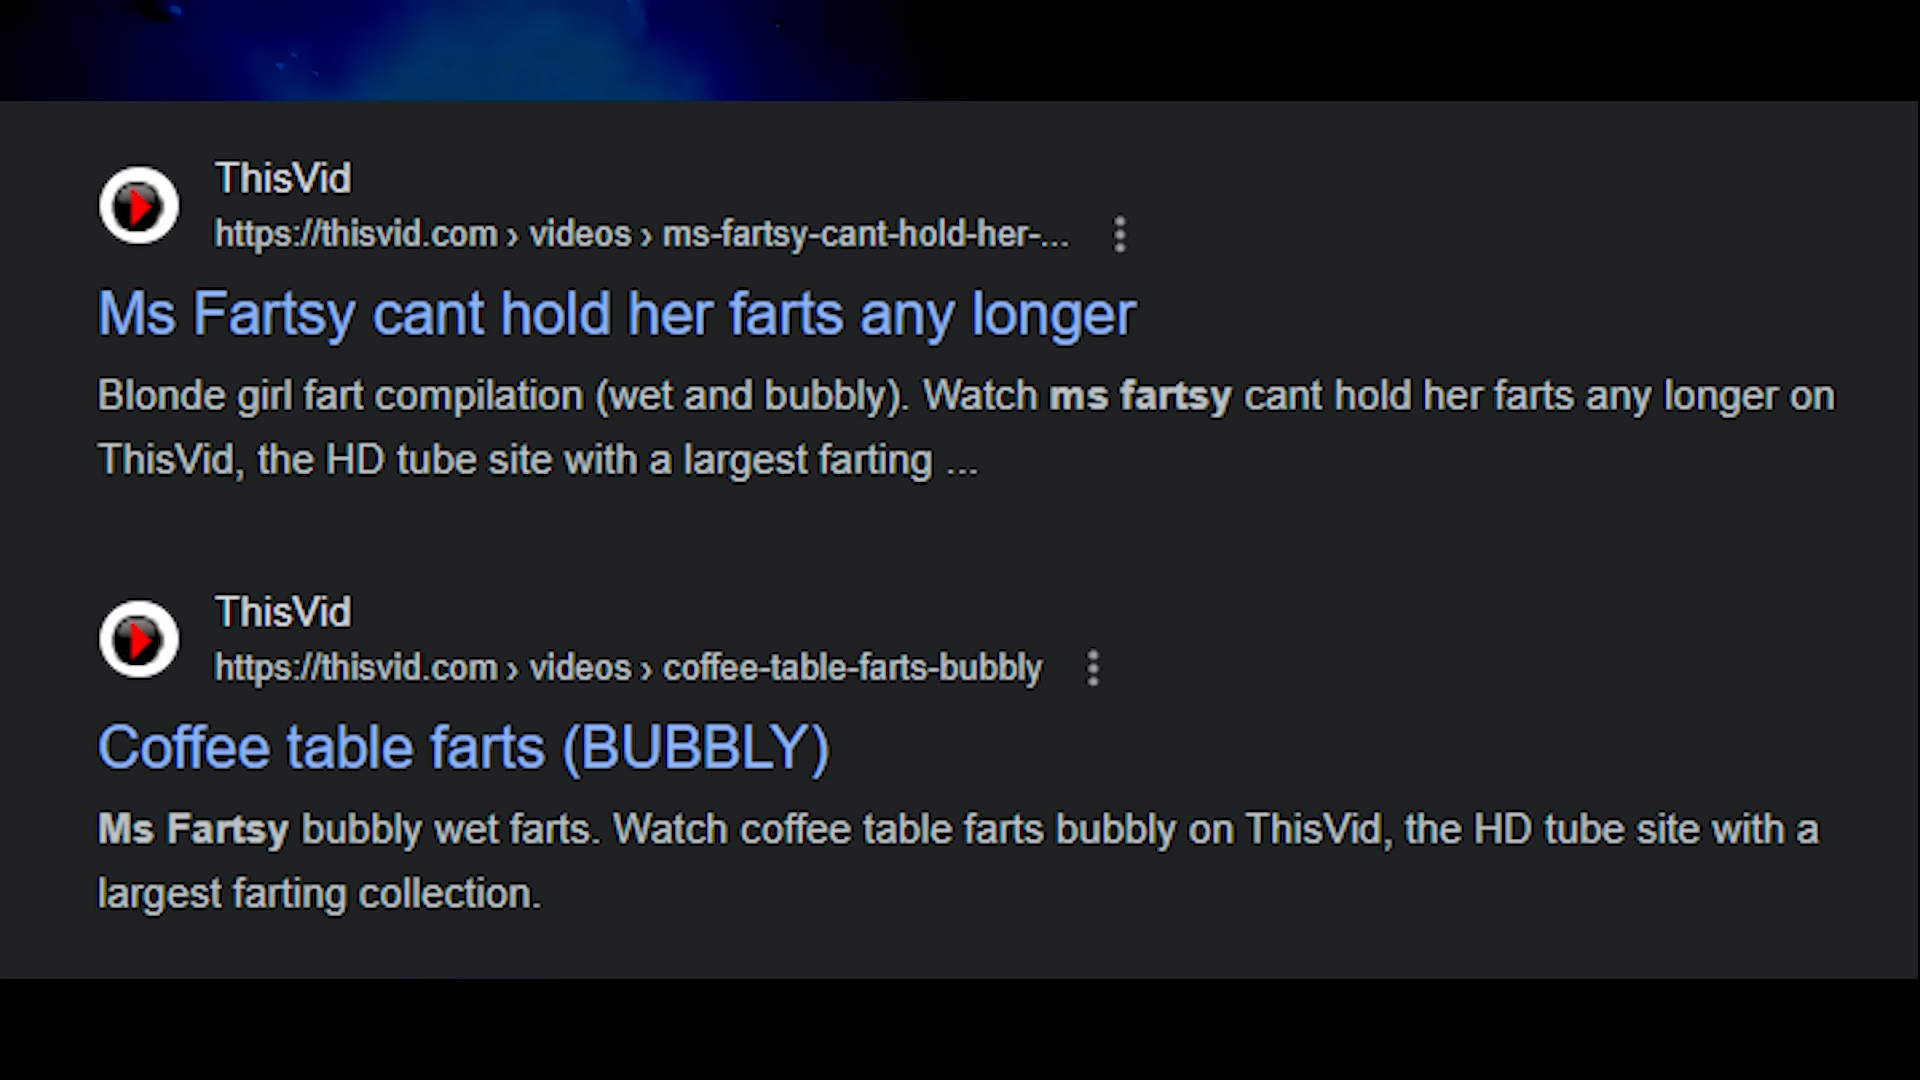 ThisVid
https://thisvid.com › videos › ms-fartsy-cant-hold-her-...
Ms Fartsy cant hold her farts any longer
Blonde girl fart compilation (wet and bubbly). Watch ms fartsy cant hold her farts any longer on
ThisVid, the HD tube site with a largest farting ...
ThisVid
https://thisvid.com › videos › coffee-table-farts-bubbly
Coffee table farts (BUBBLY)
Ms Fartsy bubbly wet farts. Watch coffee table farts bubbly on ThisVid, the HD tube site with a
largest farting collection.